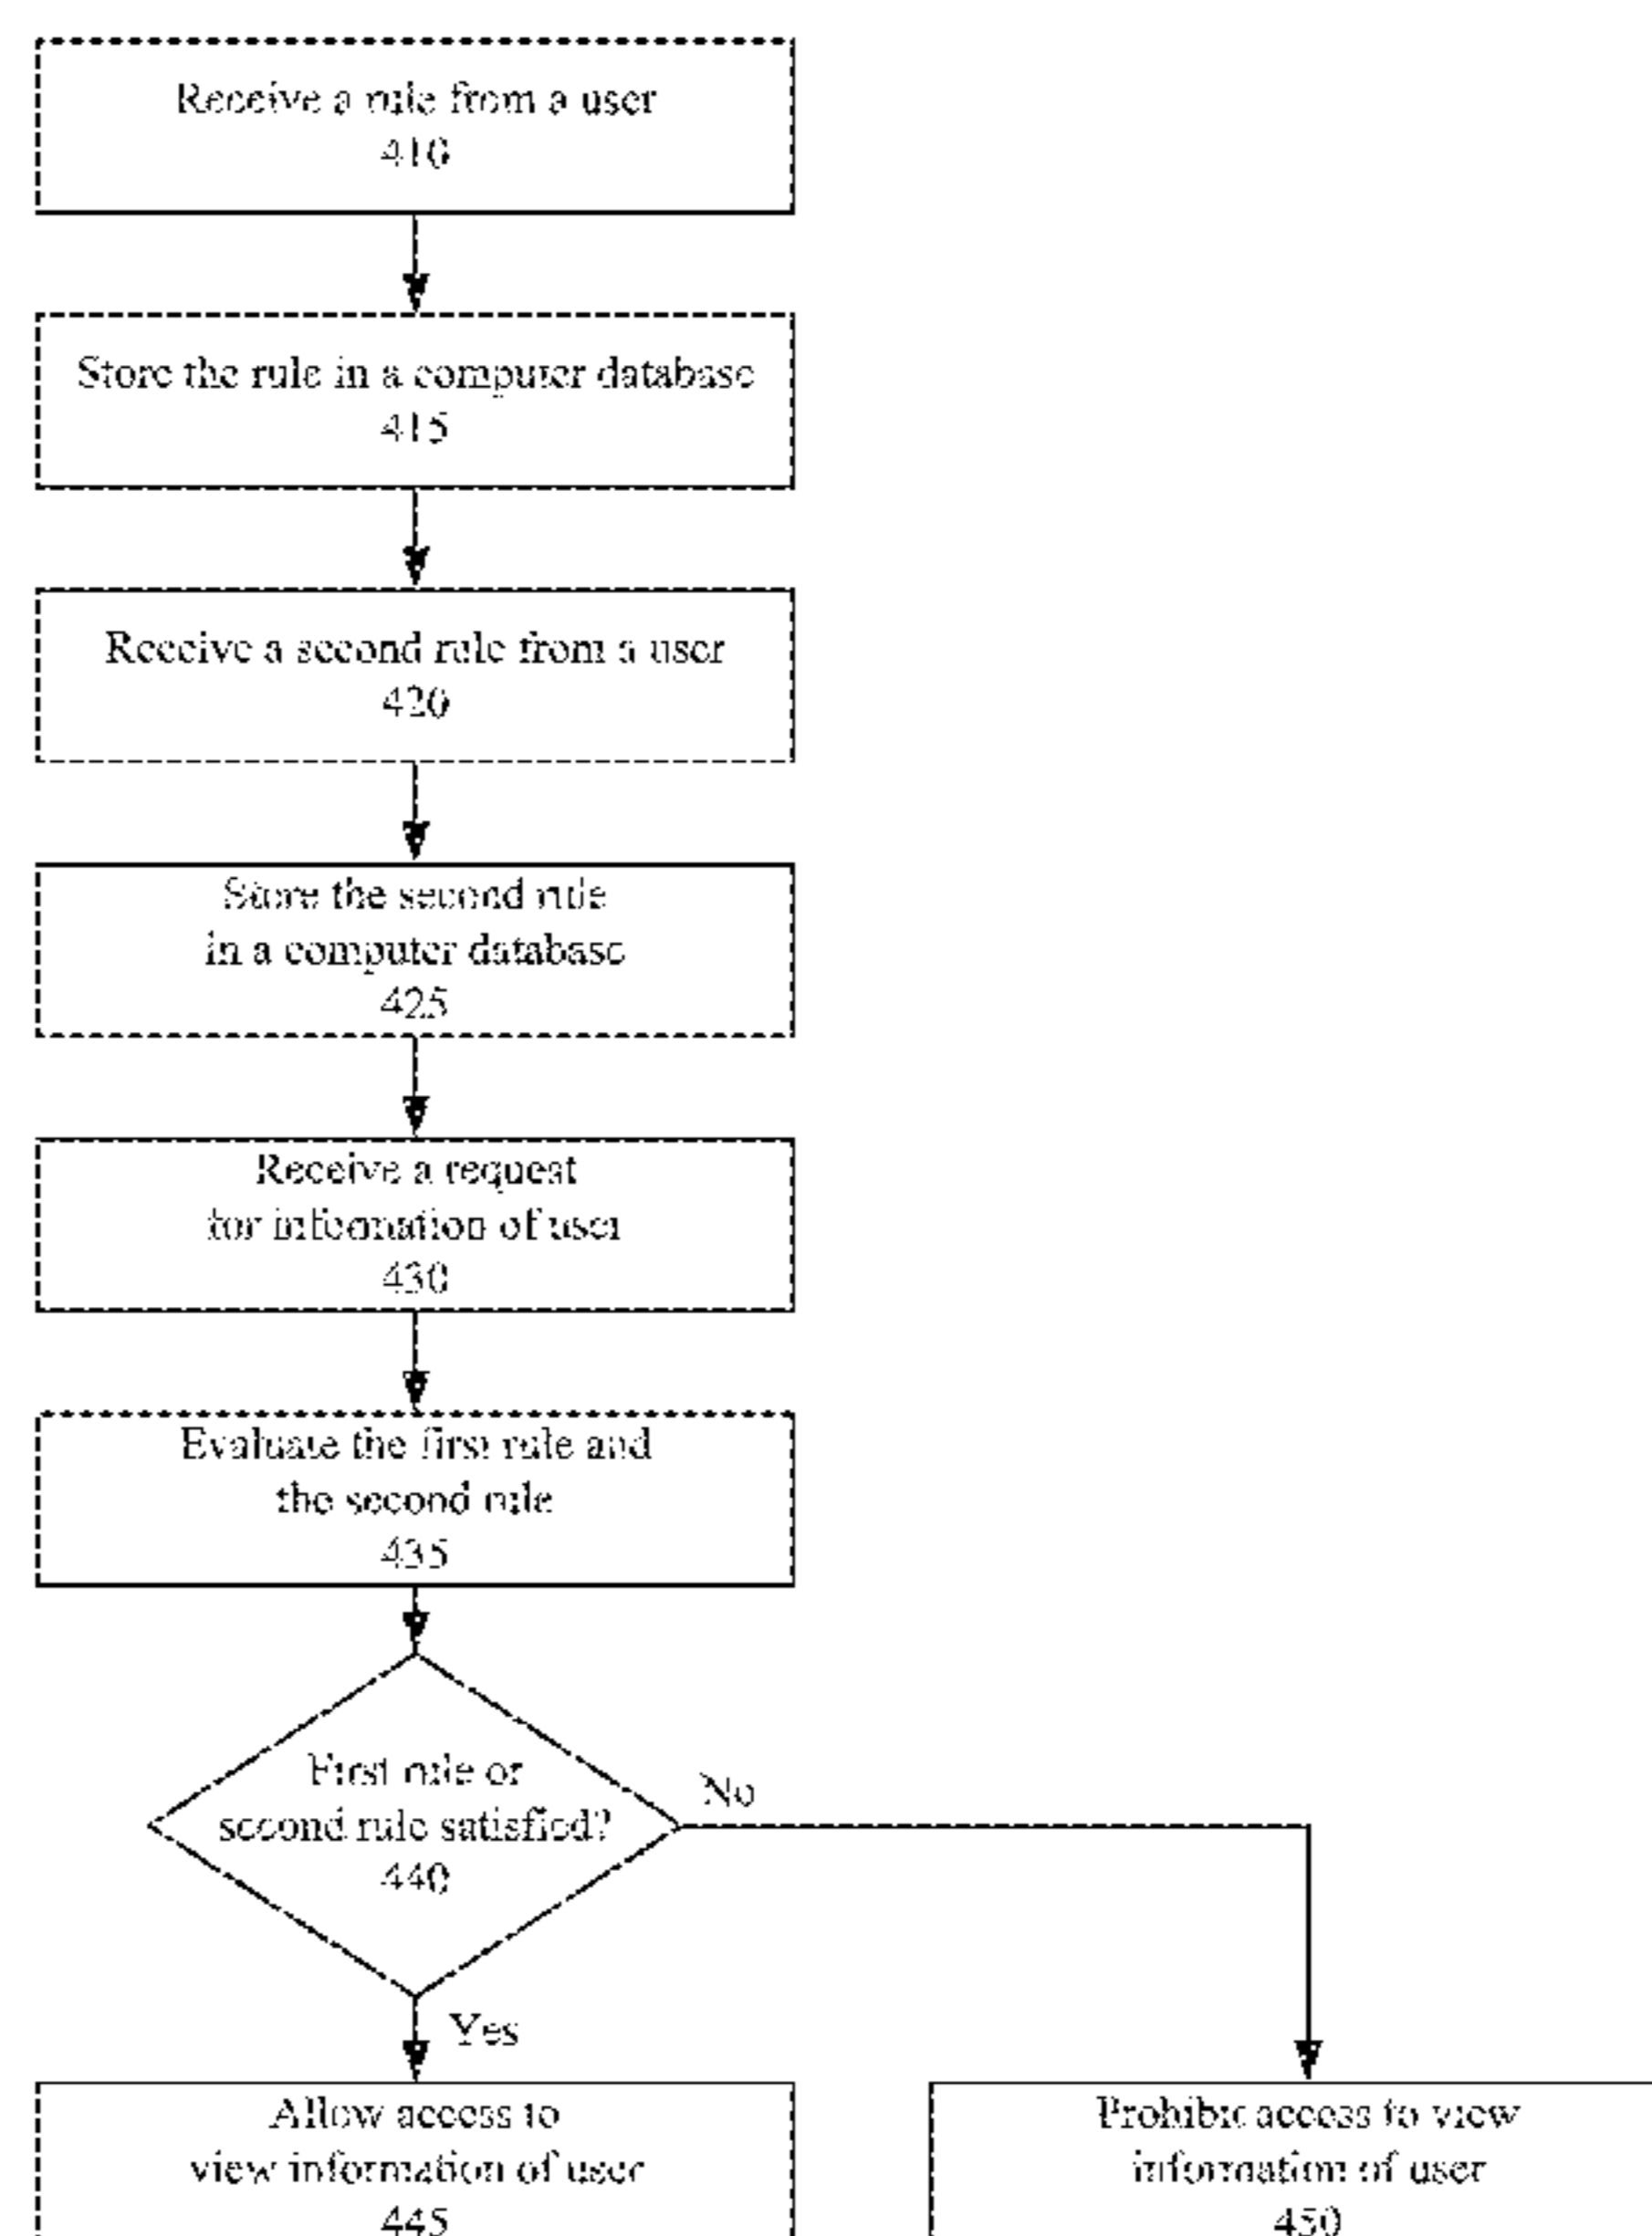 Receive a rule from a user
410
Store the rule in a computer database
415
Receive a second rule from a user
420
Store the second rule
in a computer database
425
Receive a request
for information of user
430
Evaluate the first rule and
the second rule
435
First rule or
second rule satisfied?
440
No
Yes
Allow access to
view information of user
445
Prohibit access to view
information of user
450